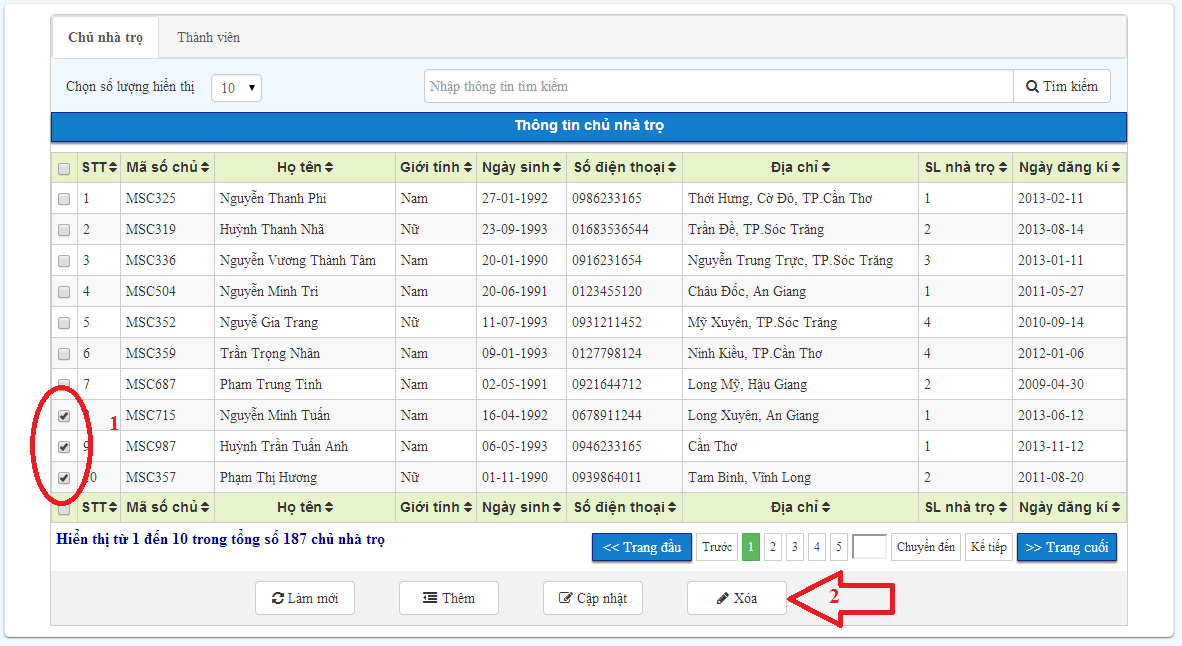 Chủ nhà trọ Thành viên
Chọn số lượng hiển thị 10 Nhập thông tin tìm kiếm Tìm kiếm
Thông tin chủ nhà trọ
STT Mã số chủ Họ tên Giới tính Ngày sinh Số điện thoại Địa chỉ SL nhà trọ Ngày đăng kí
1 MSC325 Nguyễn Thanh Phi Nam 27-01-1992 0986233165 Thới Hưng, Cờ Đỏ, TP.Cần Thơ 1 2013-02-11
2 MSC319 Huỳnh Thanh Nhã Nữ 23-09-1993 01683536544 Trần Đề, TP.Sóc Trăng 2 2013-08-14
3 MSC336 Nguyễn Vương Thành Tâm Nam 20-01-1990 0916231654 Nguyễn Trung Trực, TP.Sóc Trăng 3 2013-01-11
4 MSC504 Nguyễn Minh Trí Nam 20-06-1991 0123455120 Châu Đốc, An Giang 1 2011-05-27
5 MSC352 Nguyễ Gia Trang Nữ 11-07-1993 0931211452 Mỹ Xuyên, TP.Sóc Trăng 4 2010-09-14
6 MSC359 Trần Trọng Nhân Nam 09-01-1993 0127798124 Ninh Kiều, TP.Cần Thơ 4 2012-01-06
7 MSC687 Pham Trung Tính Nam 02-05-1991 0921644712 Long Mỹ, Hậu Giang 2 2009-04-30
1 MSC715 Nguyễn Minh Tuấn Nam 16-04-1992 0678911244 Long Xuyên, An Giang 1 2013-06-12
9 MSC987 Huỳnh Trần Tuấn Anh Nam 06-05-1993 0946233165 Cần Thơ 1 2013-11-12
10 MSC357 Phạm Thị Hương Nữ 01-11-1990 0939864011 Tam Bình, Vĩnh Long 2 2011-08-20
STT Mã số chủ Họ tên Giới tính Ngày sinh Số điện thoại Địa chỉ SL nhà trọ Ngày đăng kí
Hiển thị từ 1 đến 10 trong tổng số 187 chủ nhà trọ << Trang đầu Trước 1 2 3 4 5 Chuyển đến Kế tiếp >> Trang cuối
Làm mới Thêm Cập nhật Xóa 2